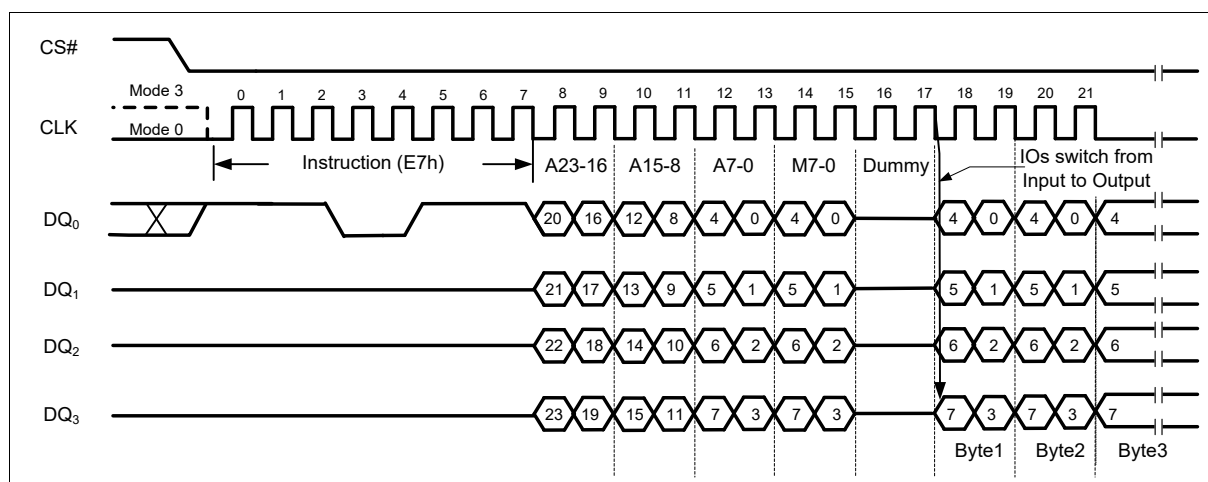 CS#
Mode 3
0 1 2 3 4 5 6 7 8 9 10 11 12 13 14 15 16 17 18 19 20 21
CLK
Mode 0
Instruction (E7h) A23-16 A15-8 A7-0 M7-0 Dummy IOs switch from
Input to Output
DQ0 20 16 12 8 4 0 4 0 4 0 4 0 4
DQ1 21 17 13 9 5 1 5 1 5 1 5 1 5
DQ2 22 18 14 10 6 2 6 2 6 2 6 2 6
DQ3 23 19 15 11 7 3 7 3 7 3 7 3 7
Byte1 Byte2 Byte3